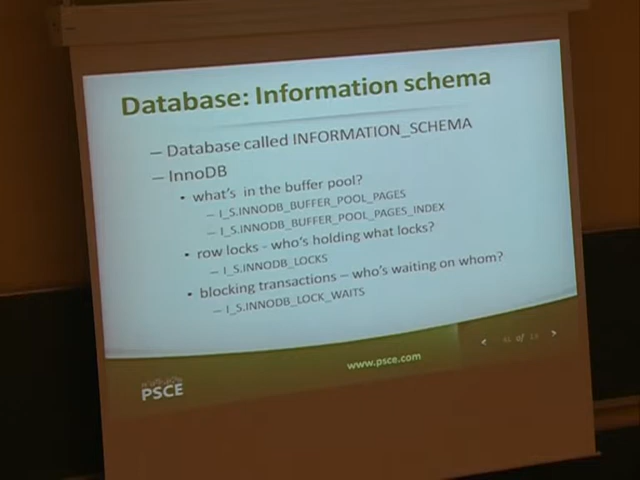 Database: Information schema
– Database called INFORMATION_SCHEMA
– InnoDB
• what's in the buffer pool?
– I_S.INNODB_BUFFER_POOL_PAGES
– I_S.INNODB_BUFFER_POOL_PAGES_INDEX
• row locks - who's holding what locks?
– I_S.INNODB_LOCKS
• blocking transactions – who's waiting on whom?
– I_S.INNODB_LOCK_WAITS
www.psce.com
of
PSCE